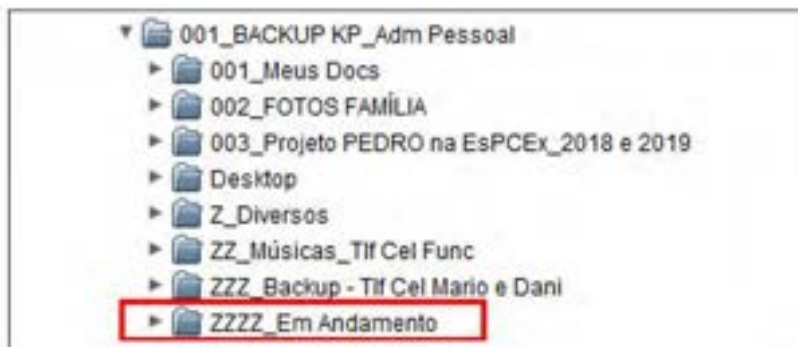 001_BACKUP KP_Adm Pessoal
001_Meus Docs
002_FOTOS FAMÍLIA
003_Projeto PEDRO na EsPCEx_2018 e 2019
Desktop
Z_Diversos
ZZ_Músicas_Tlf Cel Func
ZZZ_Backup - Tlf Cel Mario e Dani
ZZZZ_Em Andamento